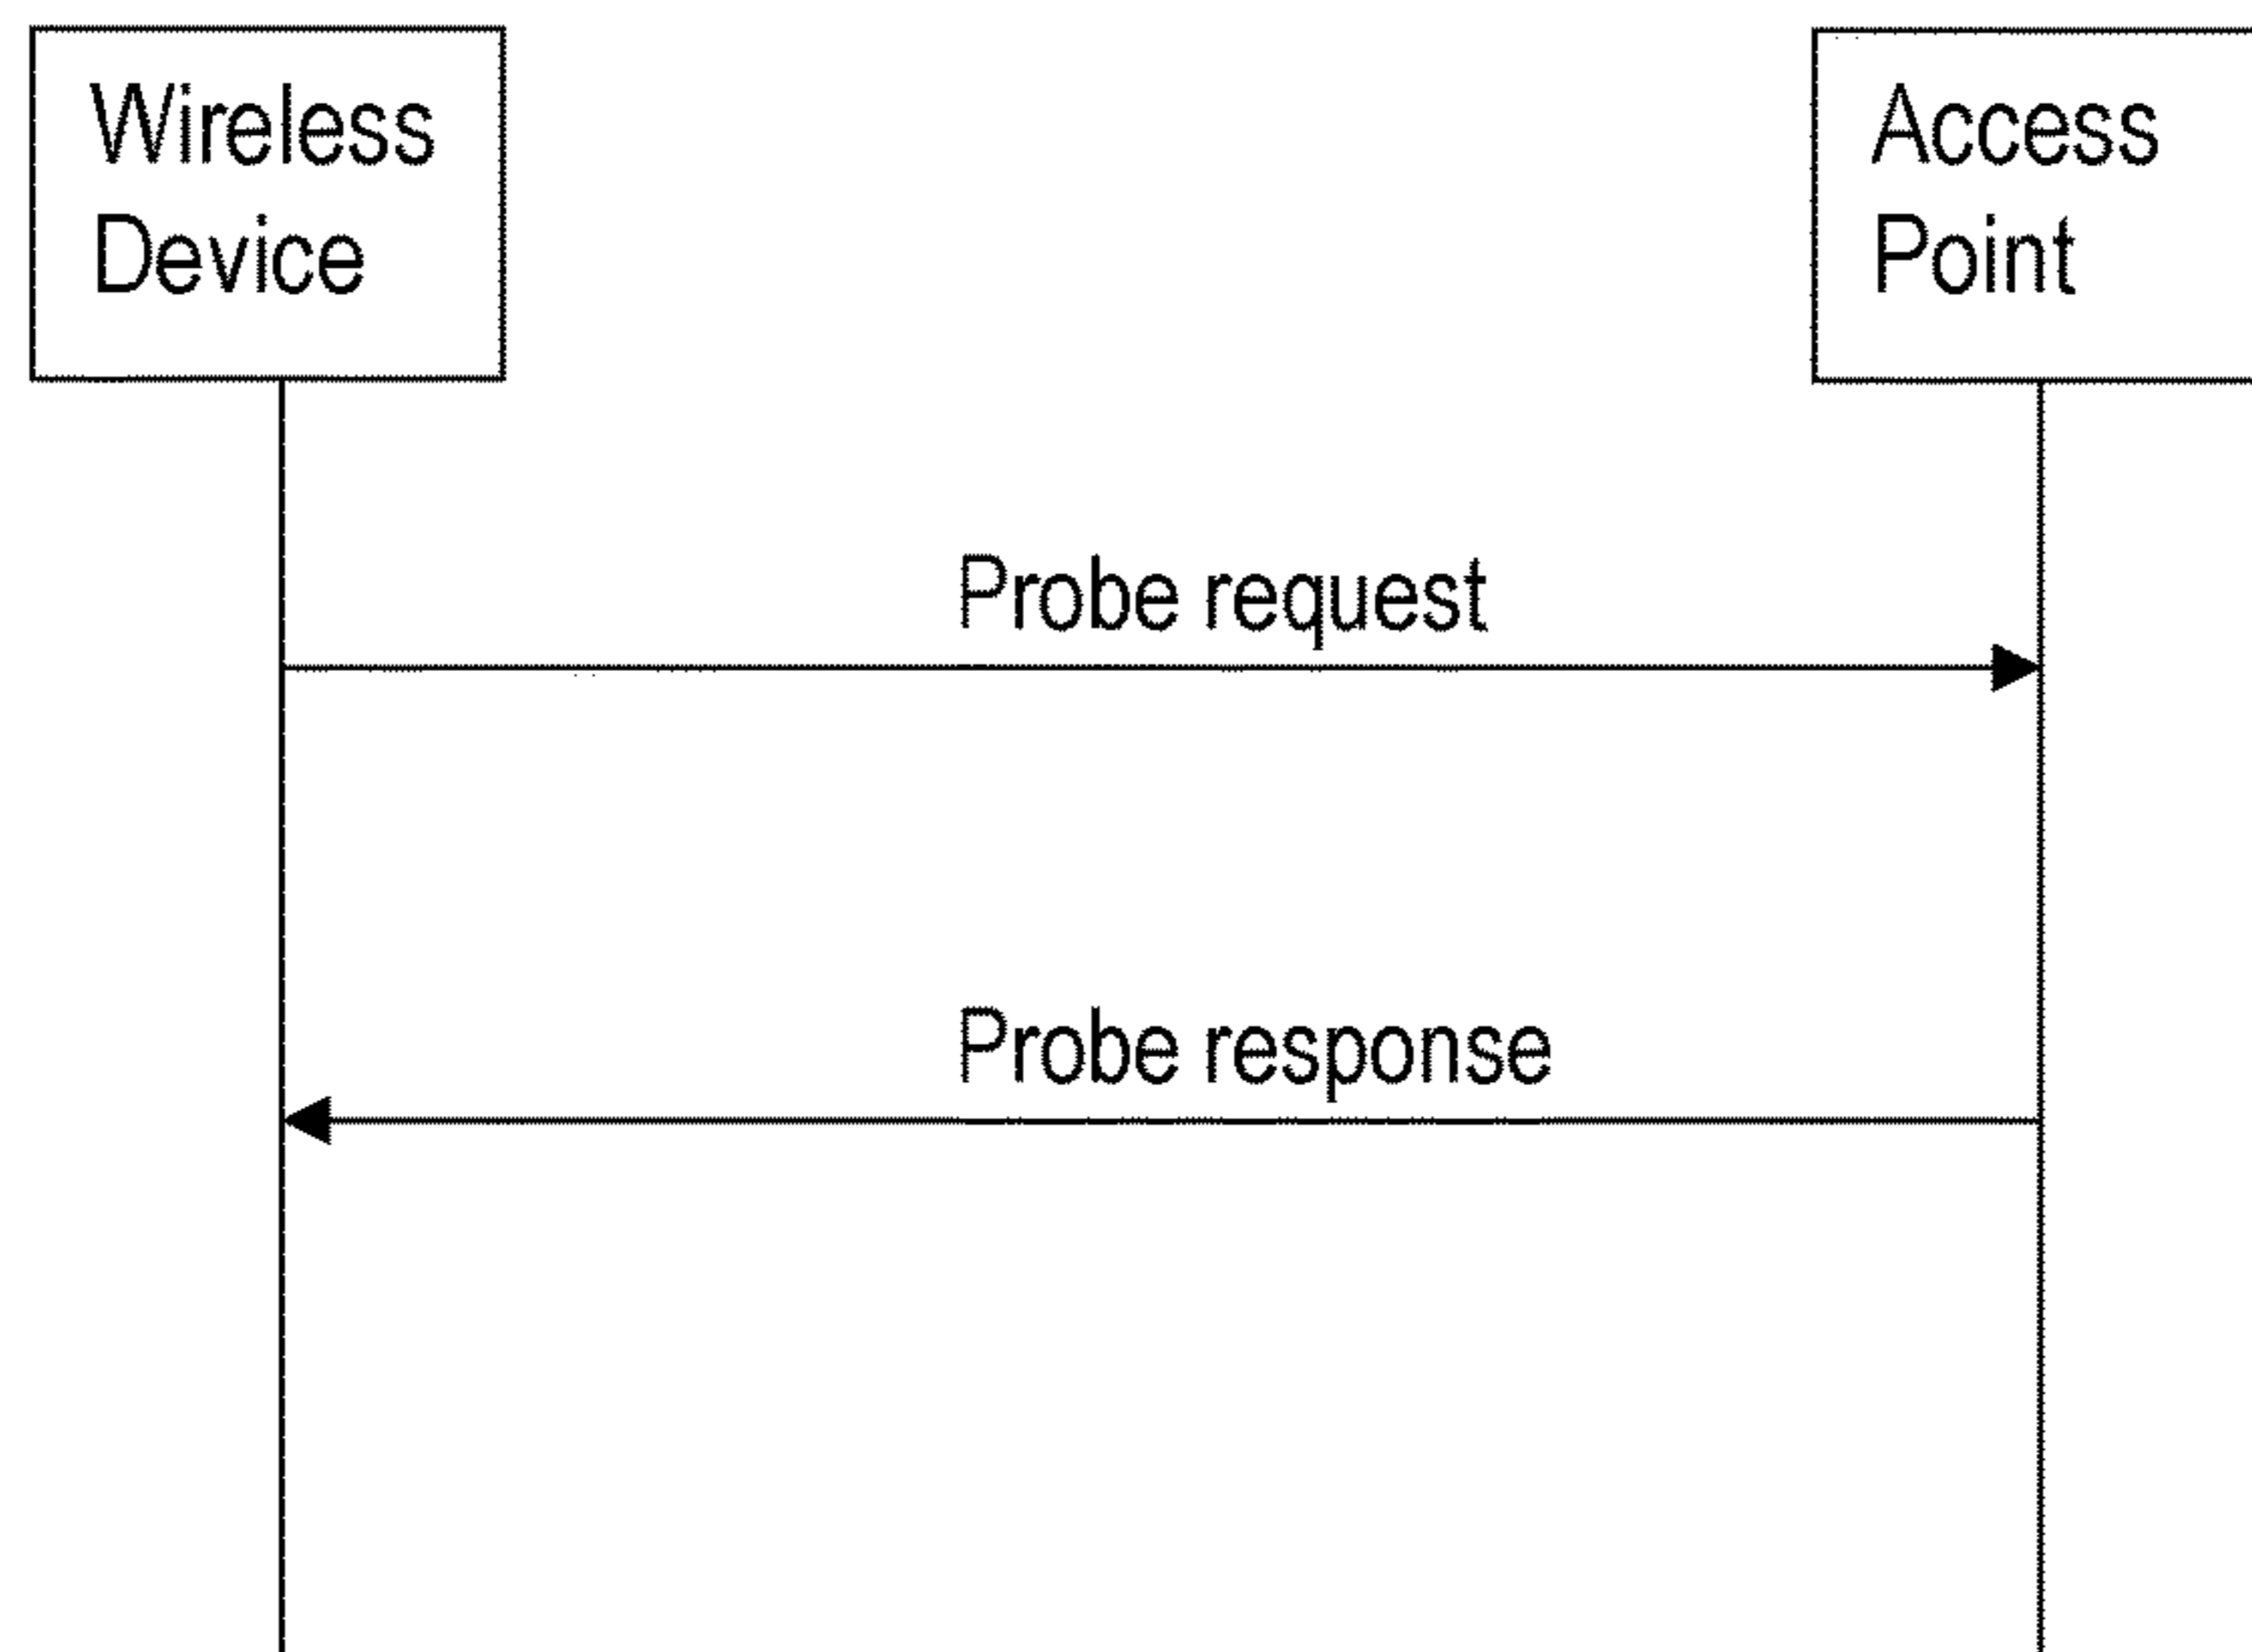 Wireless
Device
Access
Point
Probe request
Probe response